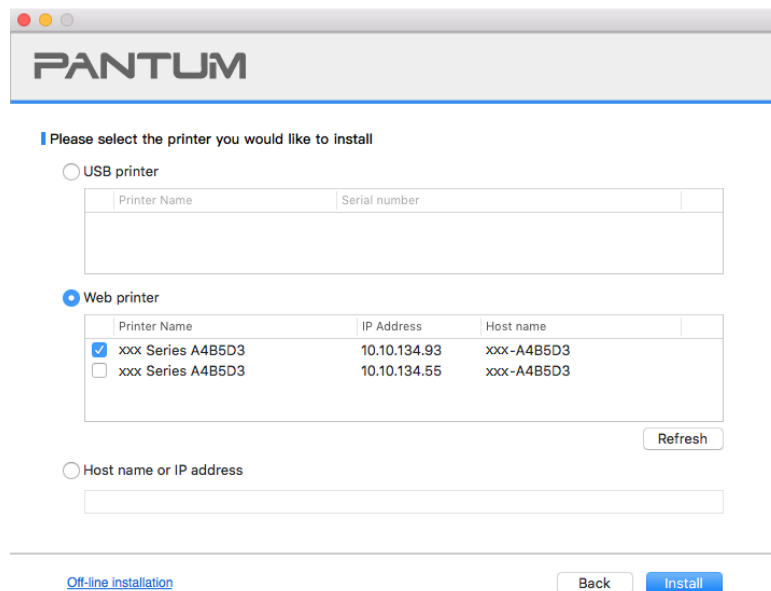 PANTUM
Please select the printer you would like to install
USB printer
Printer Name Serial number
Web printer
Printer Name IP Address Host name
xxx Series A4B5D3 10.10.134.93 xxx-A4B5D3
xxx Series A4B5D3 10.10.134.55 xxx-A4B5D3
Refresh
Host name or IP address
Off-line installation Back Install